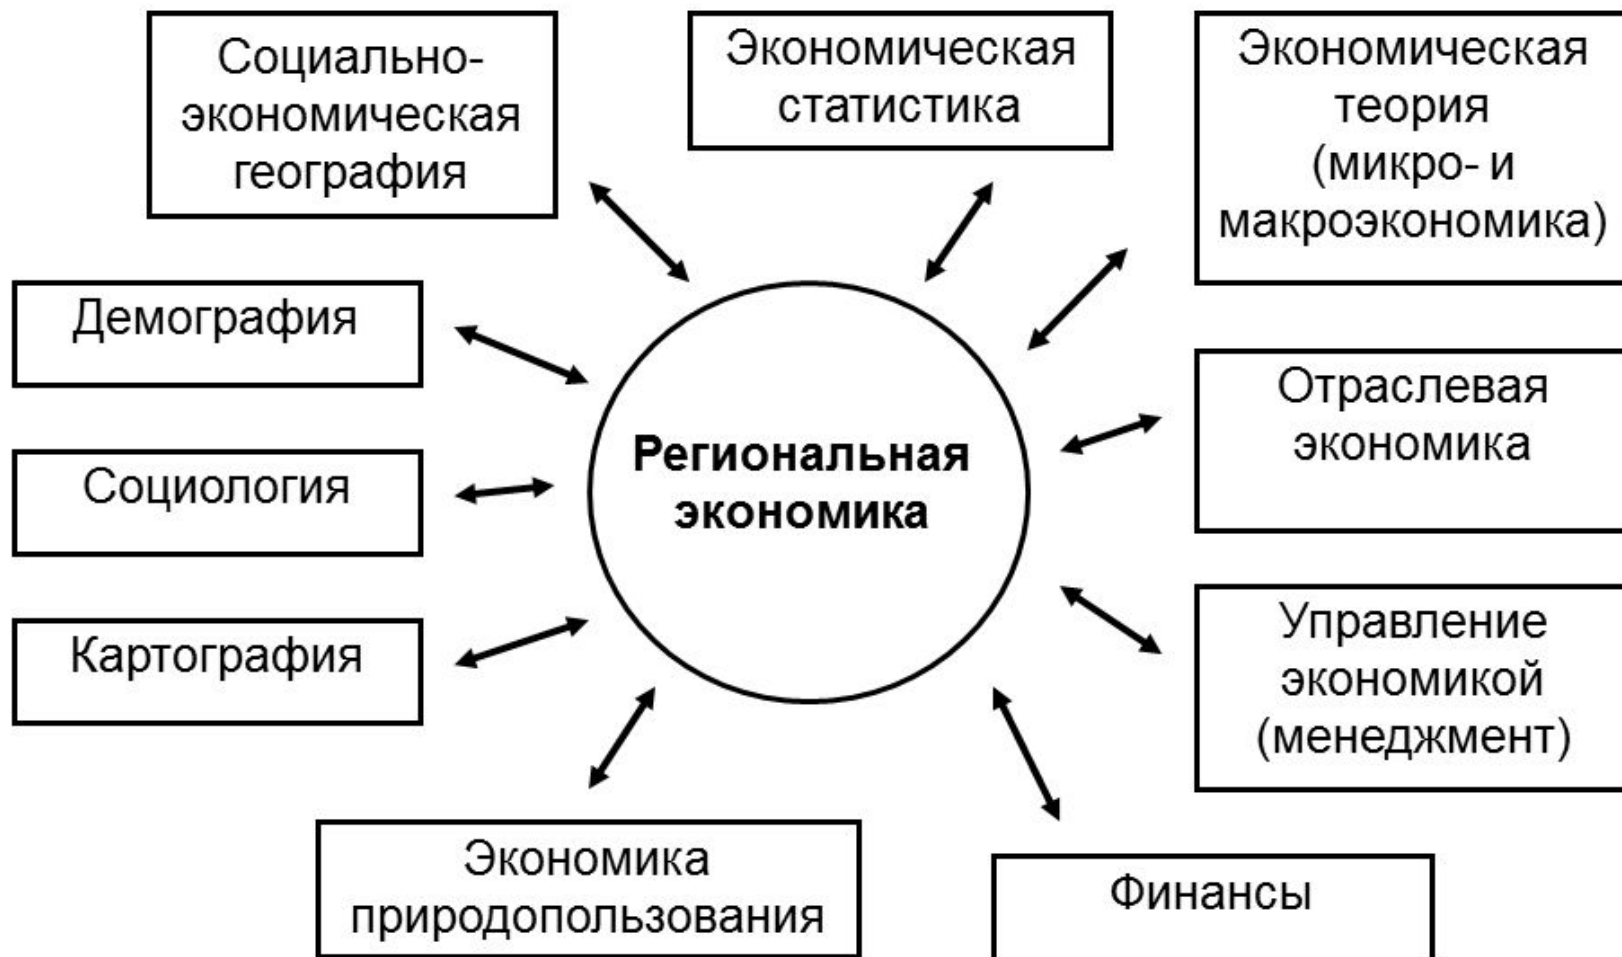 Социально-
экономическая
география
Экономическая
статистика
Экономическая
теория
(микро- и
макроэкономика)
Демография
Отраслевая
экономика
Региональная
экономика
Социология
Картография
Управление
экономикой
(менеджмент)
Экономика
природопользования
Финансы